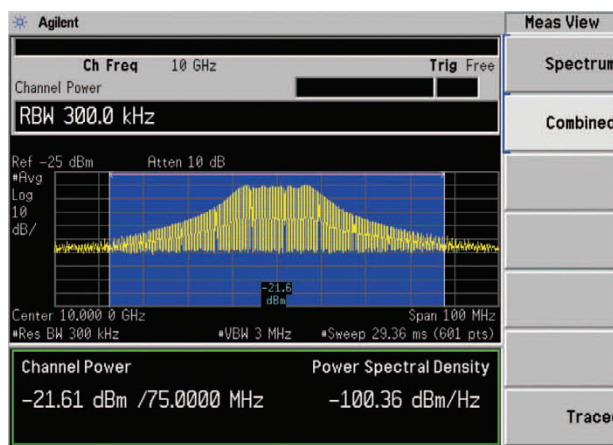 Agilent
Meas View
Ch Freq 10 GHz Trig Free
Channel Power
RBW 300.0 kHz
Spectrum
Combined
Ref -25 dBm Atten 10 dB
#Avg
Log
10
dB/
-21.6
dBm
Center 10.000 0 GHz Span 100 MHz
#Res BW 300 kHz #VBW 3 MHz #Sweep 29.36 ms (601 pts)
Channel Power Power Spectral Density
-21.61 dBm /75.0000 MHz -100.36 dBm/Hz
Trace